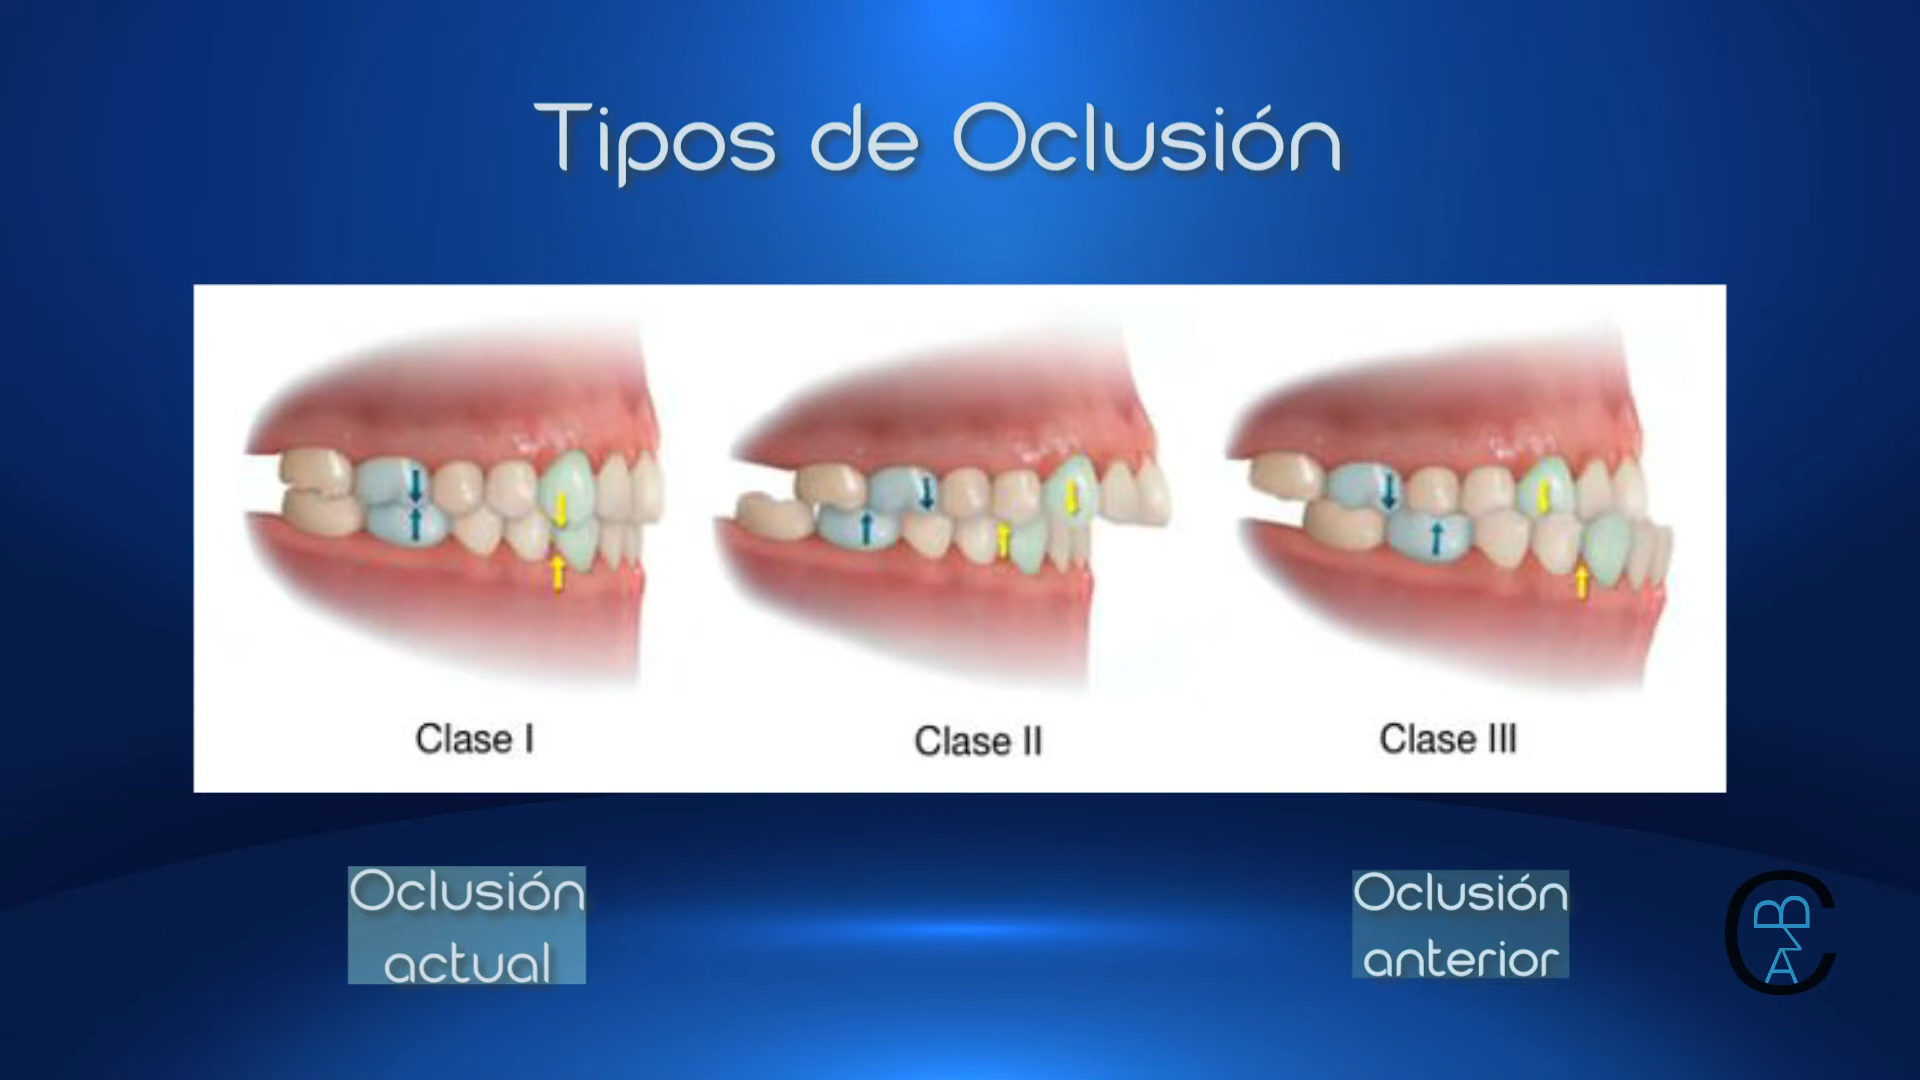 Tipos de Oclusión
Clase I
Clase II
Clase III
Oclusión
actual
Oclusión
anterior